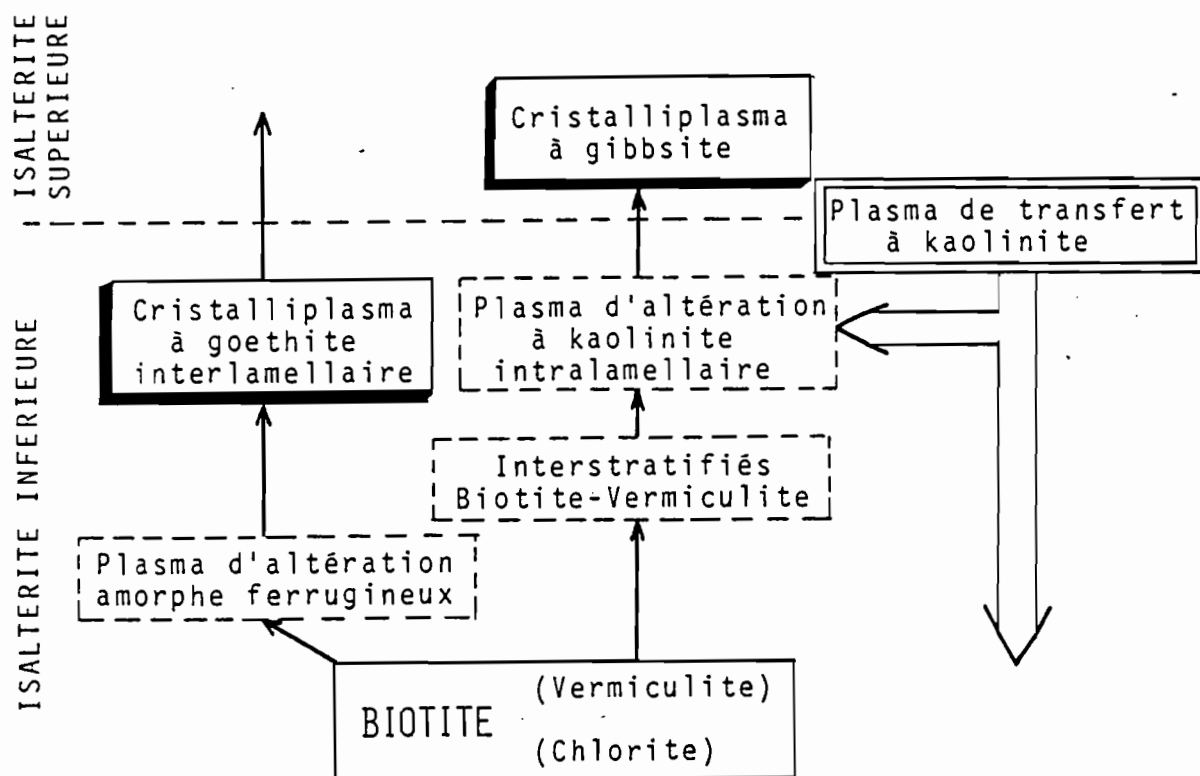 ISALTERITE
SUPERIEURE
Cristalliplasma
à gibbsite
Plasma de transfert
à kaolinite
ISALTERITE INFERIEURE
Cristalliplasma
à goethite
interlamellaire
Plasma d'altération
à kaolinite
intralamellaire
Interstratifiés
Biotite-Vermiculite
Plasma d'altération
amorphe ferrugineux
BIOTITE
(Vermiculite)
(Chlorite)